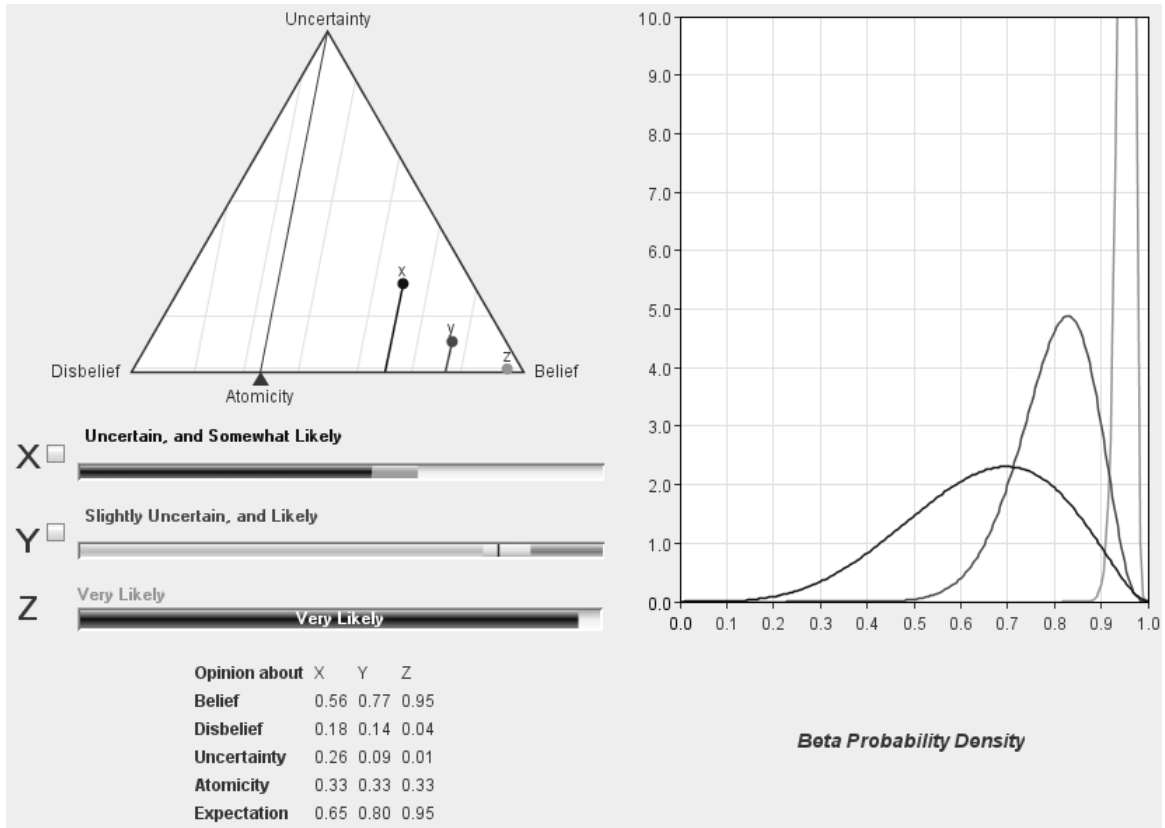 Uncertainty
x
y
z
Disbelief
Belief
Atomicity
X
Uncertain, and Somewhat Likely
Y
Slightly Uncertain, and Likely
Z
Very Likely
Very Likely
Opinion about X Y Z
Belief 0.56 0.77 0.95
Disbelief 0.18 0.14 0.04
Uncertainty 0.26 0.09 0.01
Atomicity 0.33 0.33 0.33
Expectation 0.65 0.80 0.95
10.0
9.0
8.0
7.0
6.0
5.0
4.0
3.0
2.0
1.0
0.0
0.0 0.1 0.2 0.3 0.4 0.5 0.6 0.7 0.8 0.9 1.0
Beta Probability Density